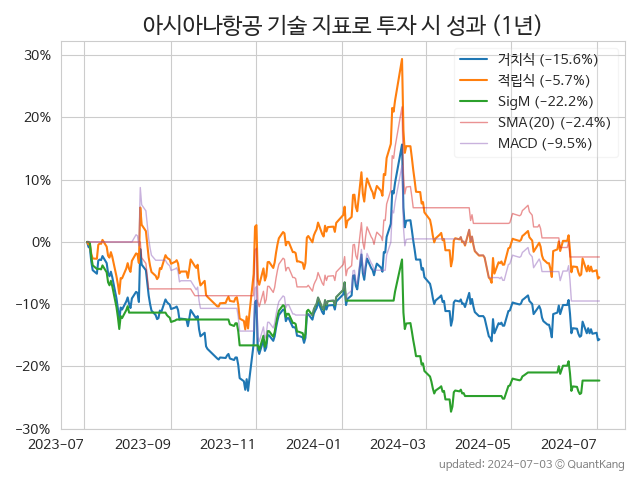 아시아나항공 기술 지표로 투자 시 성과 (1년)
거치식 (−15.6%)
적립식 (−5.7%)
SigM (−22.2%)
SMA(20) (−2.4%)
MACD (−9.5%)
30%
20%
10%
0%
−10%
−20%
−30%
2023-07 2023-09 2023-11 2024-01 2024-03 2024-05 2024-07
updated: 2024-07-03 © QuantKang